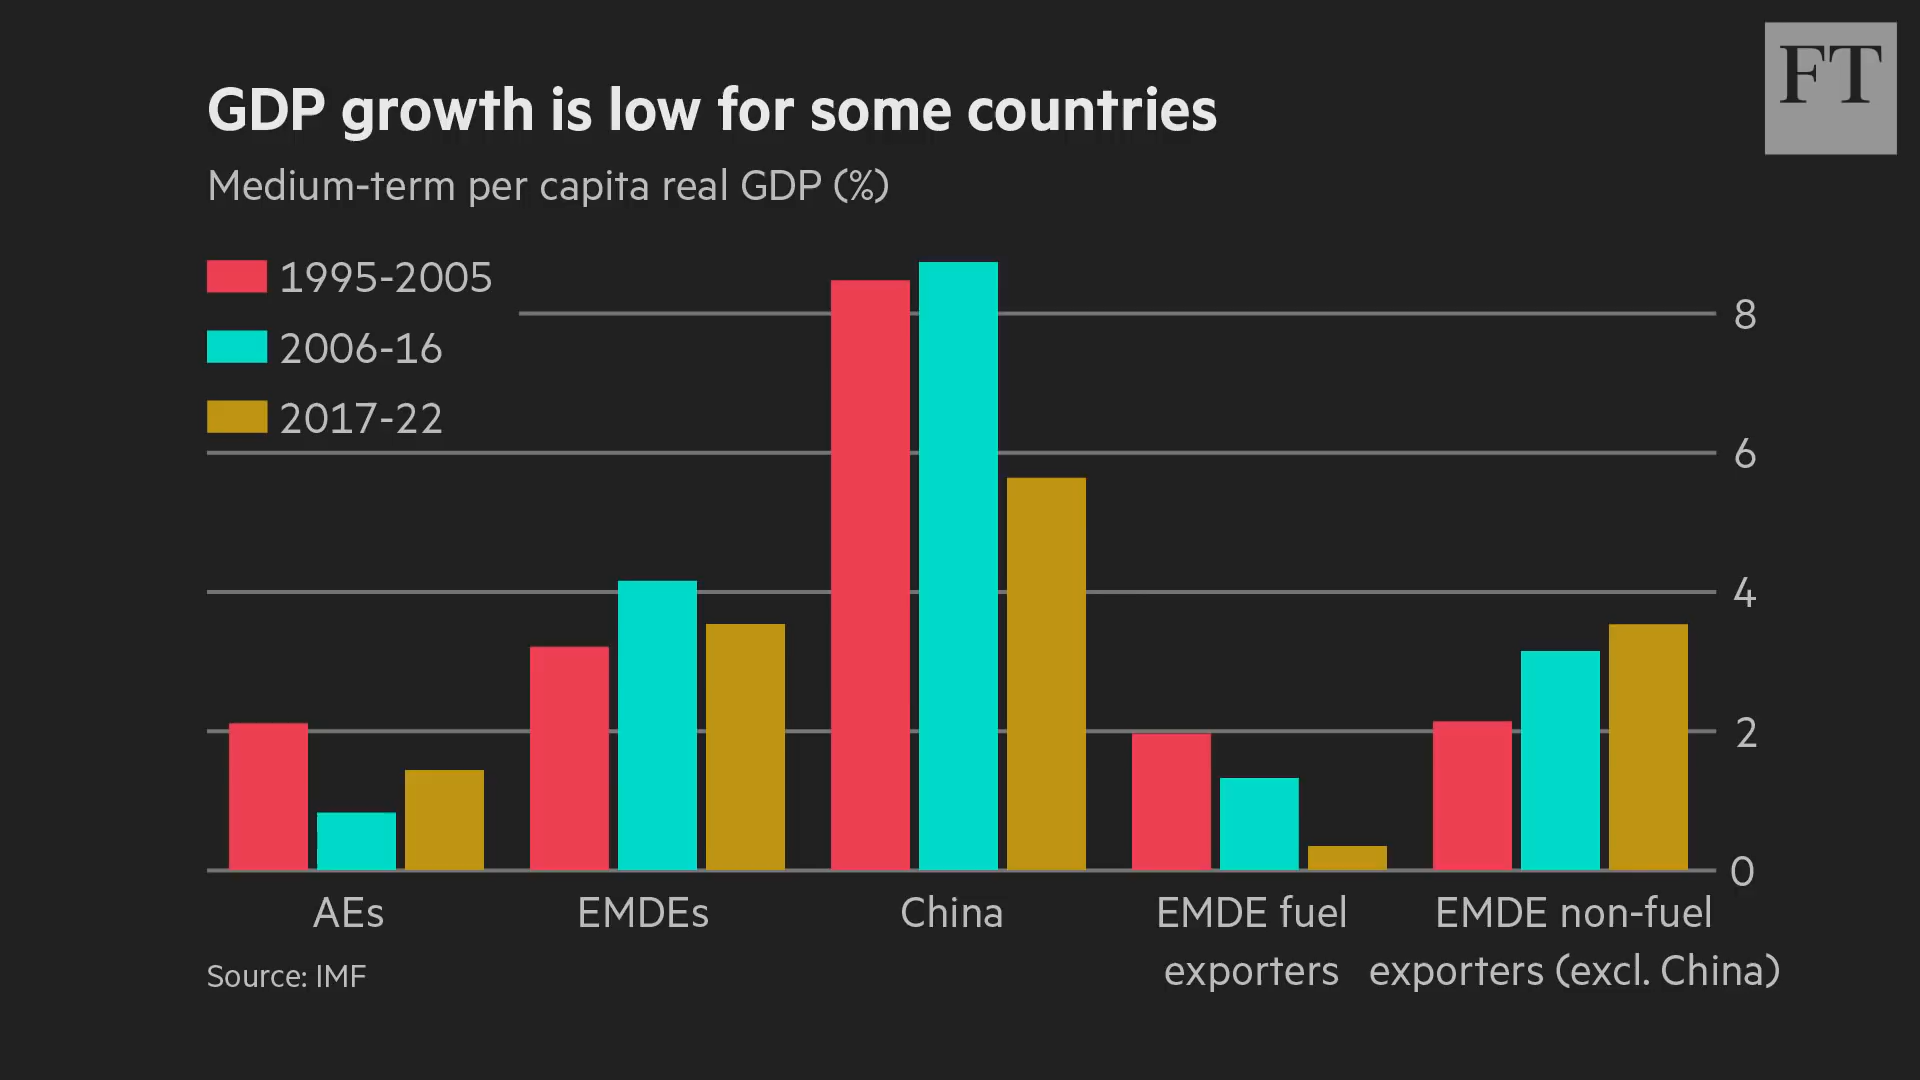 FT
GDP growth is low for some countries
Medium-term per capita real GDP (%)
1995-2005
2006-16
2017-22
8
6
4
2
0
AEs
EMDEs
China
EMDE fuel
exporters
EMDE non-fuel
exporters (excl. China)
Source: IMF